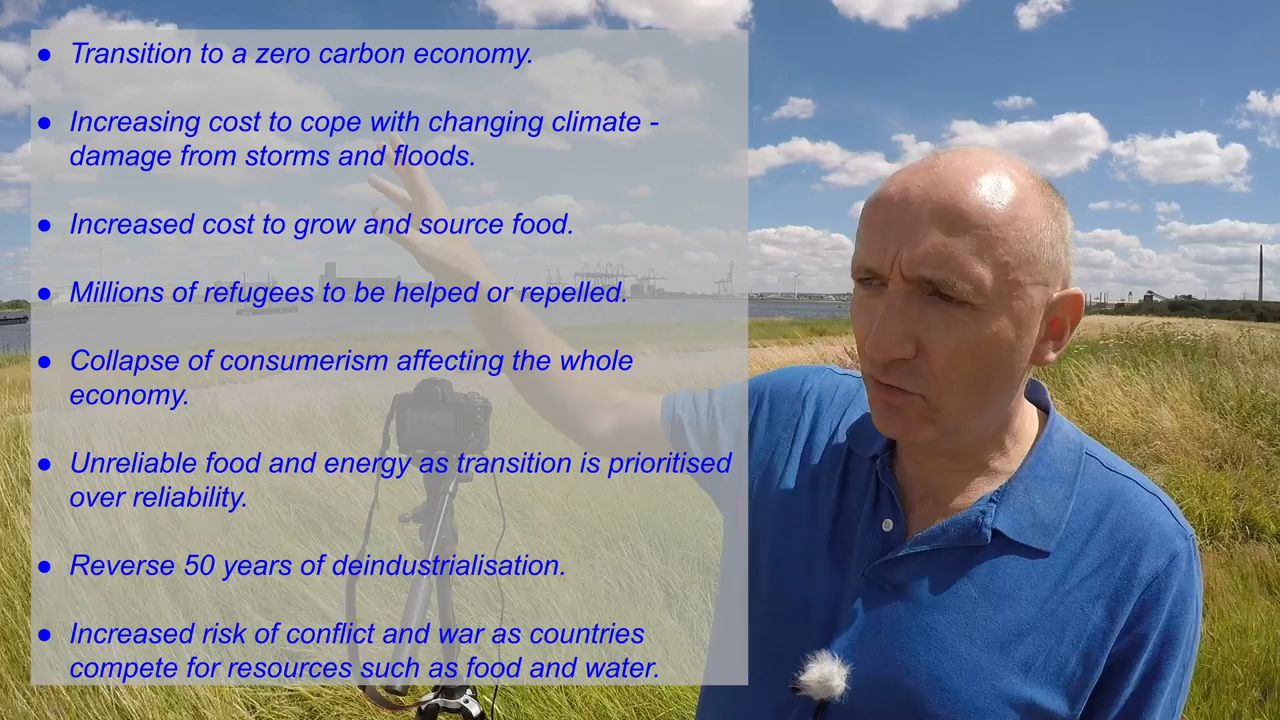 ● Transition to a zero carbon economy.
● Increasing cost to cope with changing climate -
damage from storms and floods.
● Increased cost to grow and source food.
● Millions of refugees to be helped or repelled.
● Collapse of consumerism affecting the whole
economy.
● Unreliable food and energy as transition is prioritised
over reliability.
● Reverse 50 years of deindustrialisation.
● Increased risk of conflict and war as countries
compete for resources such as food and water.